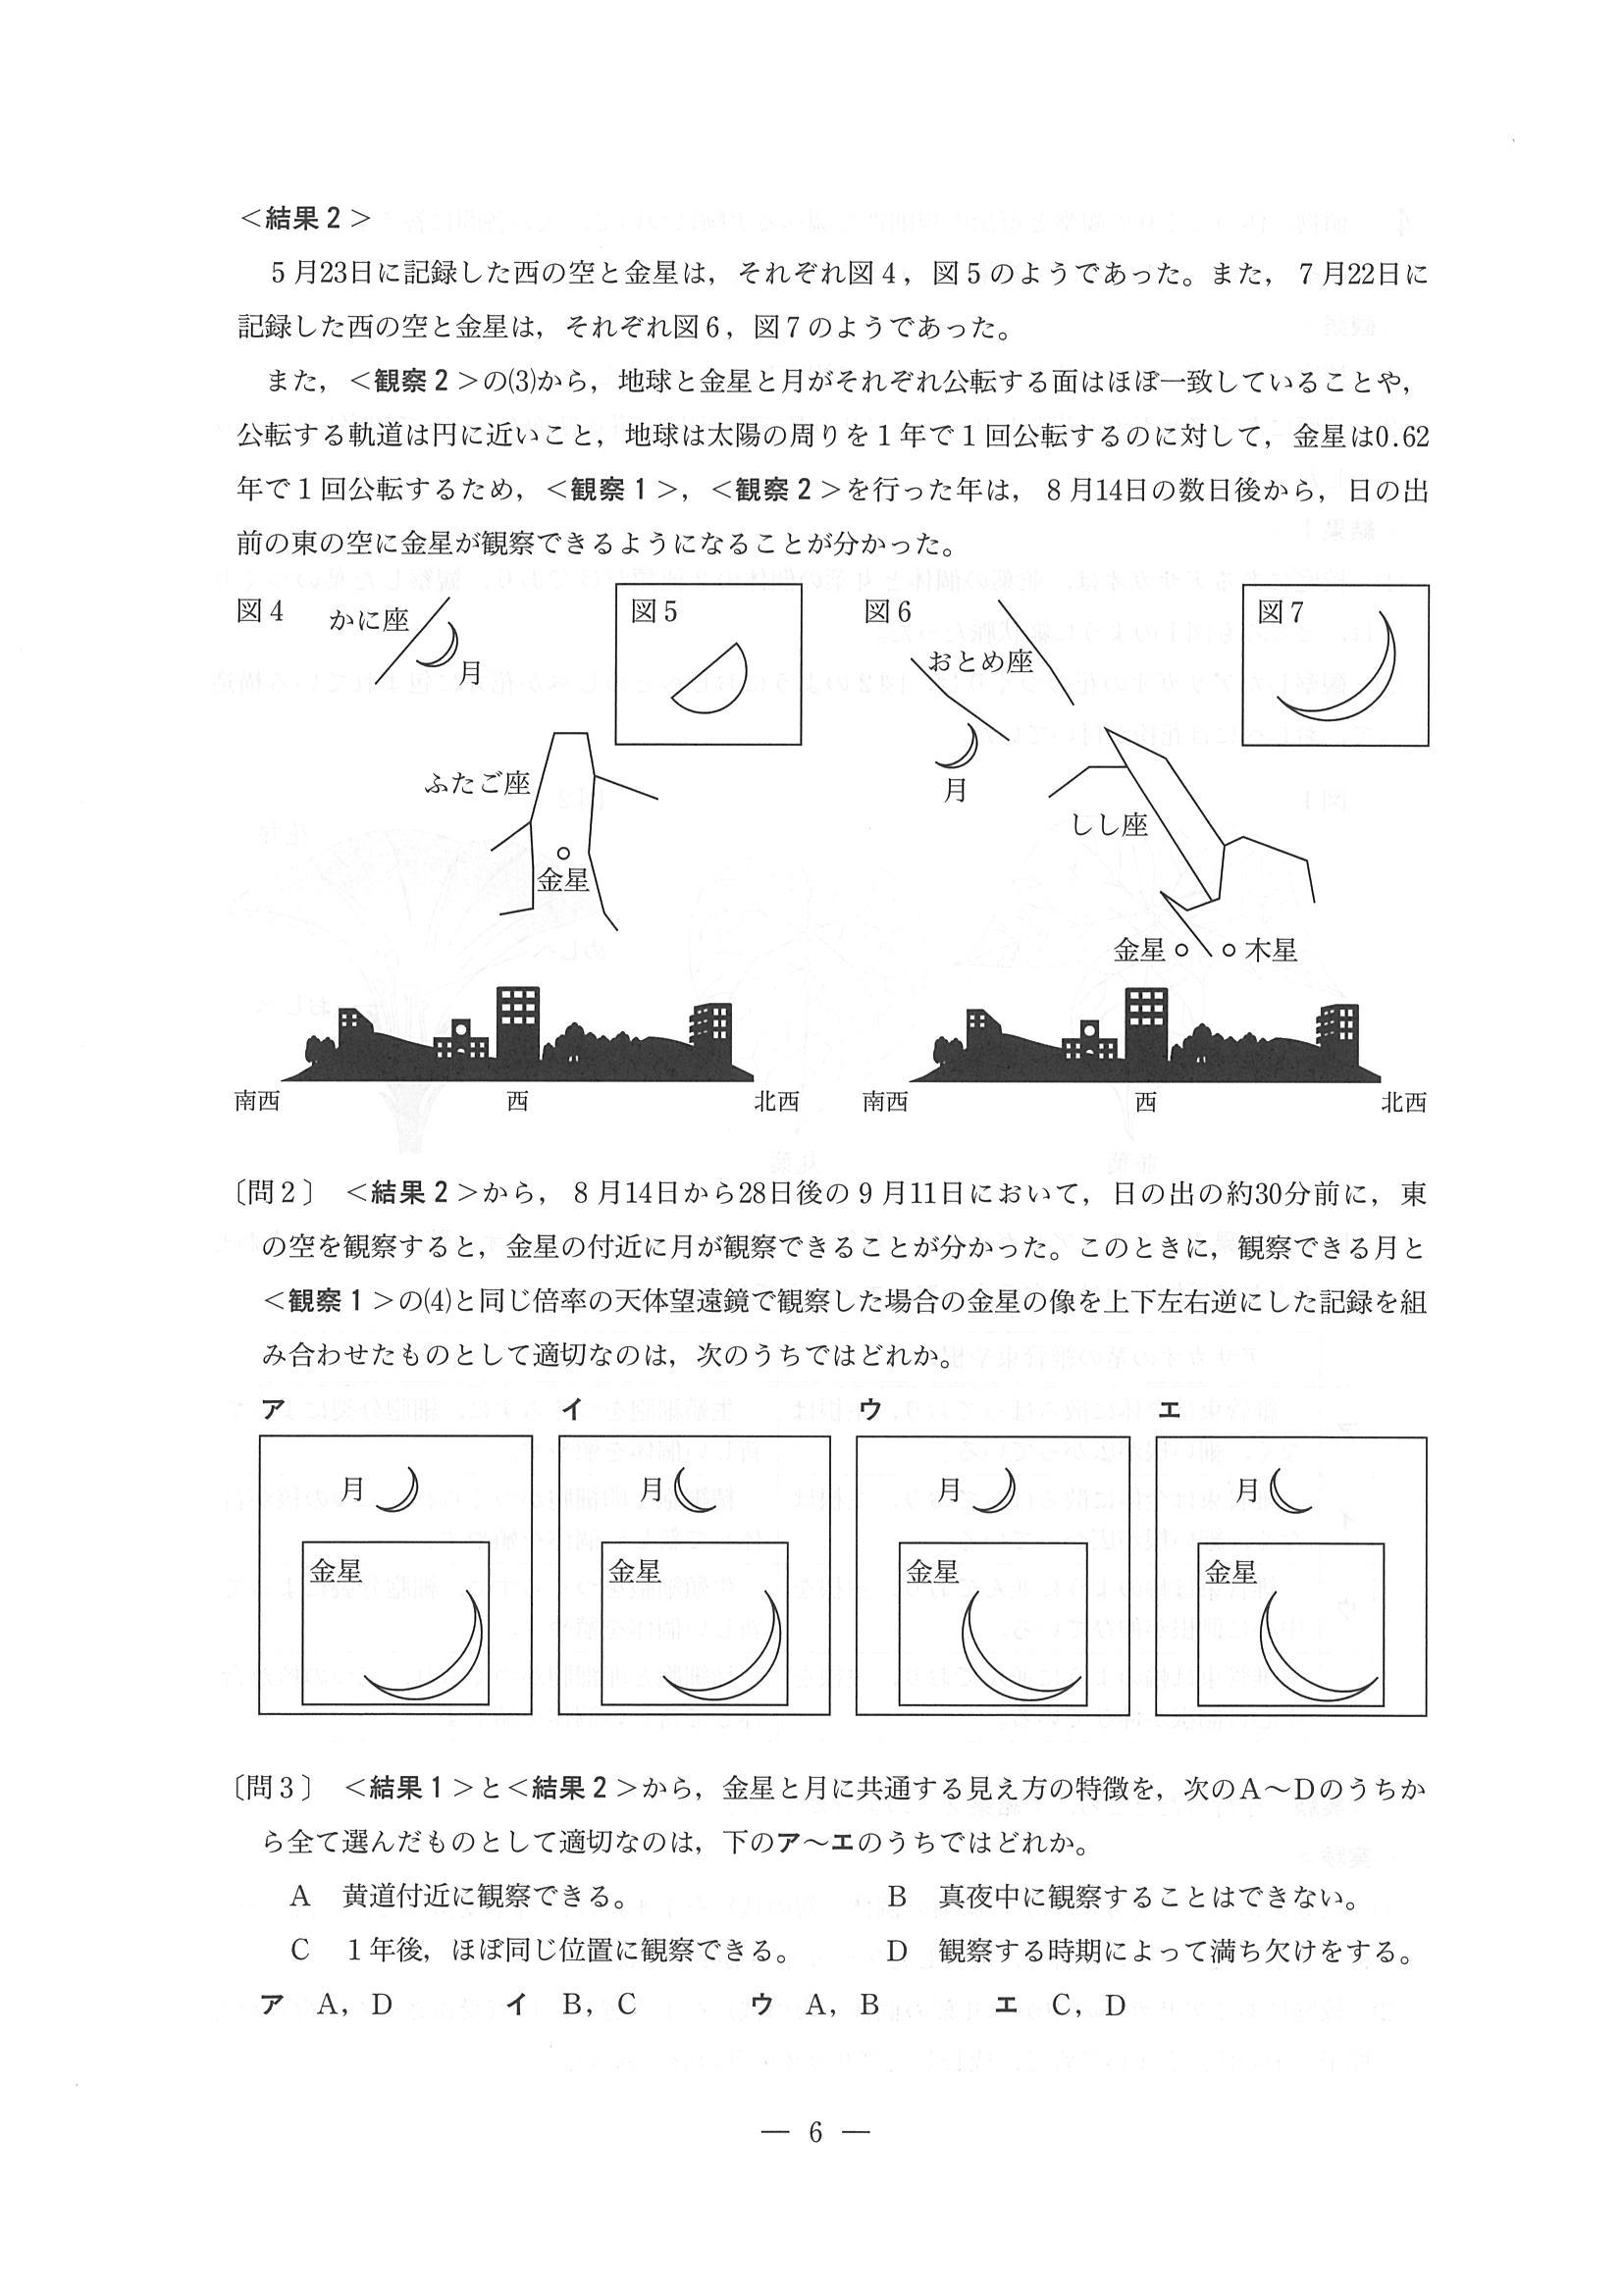 ＜結果２＞
５月23日に記録した西の空と金星は，それぞれ図４，図５のようであった。また，７月22日に
記録した西の空と金星は，それぞれ図６，図７のようであった。
また，＜観察２＞の⑶から，地球と金星と月がそれぞれ公転する面はほぼ一致していることや，
公転する軌道は円に近いこと，地球は太陽の周りを１年で１回公転するのに対して，金星は0.62
年で１回公転するため，＜観察１＞，＜観察２＞を行った年は，８月14日の数日後から，日の出
前の東の空に金星が観察できるようになることが分かった。
図４
かに座
月
ふたご座
金星
南西
西
北西
図５
図６
おとめ座
月
しし座
金星
木星
南西
西
北西
図７
〔問２〕 ＜結果２＞から，８月14日から28日後の９月11日において，日の出の約30分前に，東
の空を観察すると，金星の付近に月が観察できることが分かった。このときに，観察できる月と
＜観察１＞の⑷と同じ倍率の天体望遠鏡で観察した場合の金星の像を上下左右逆にした記録を組
み合わせたものとして適切なのは，次のうちではどれか。
ア
月
金星
イ
月
金星
ウ
月
金星
エ
月
金星
〔問３〕 ＜結果１＞と＜結果２＞から，金星と月に共通する見え方の特徴を，次のＡ～Ｄのうちか
ら全て選んだものとして適切なのは，下のア～エのうちではどれか。
Ａ 黄道付近に観察できる。 Ｂ 真夜中に観察することはできない。
Ｃ １年後，ほぼ同じ位置に観察できる。 Ｄ 観察する時期によって満ち欠けをする。
ア Ａ，Ｄ イ Ｂ，Ｃ ウ Ａ，Ｂ エ Ｃ，Ｄ
― 6 ―